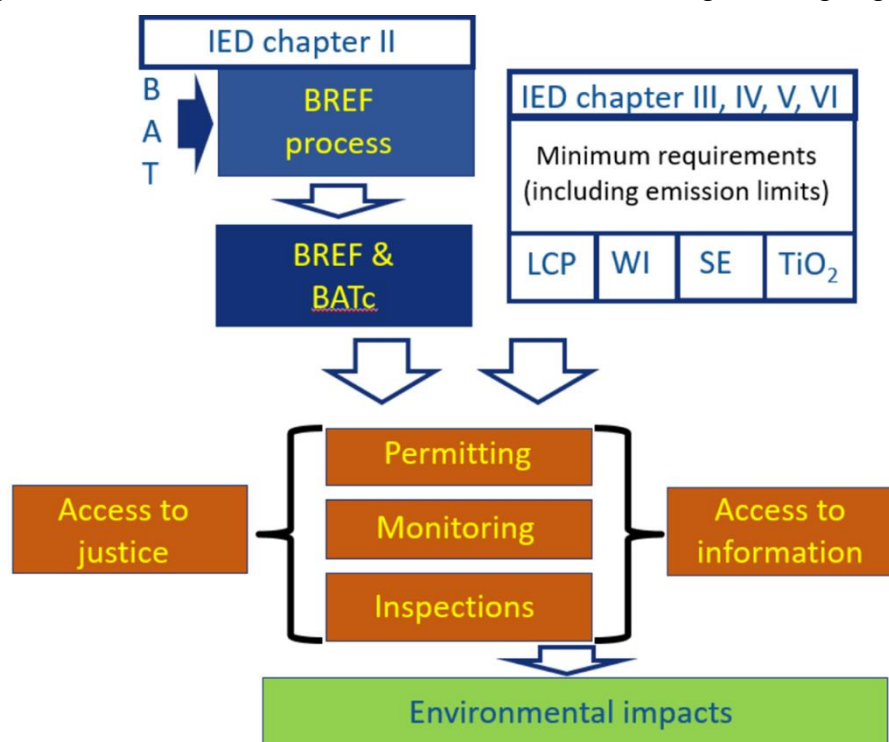 IED chapter II
B
A
T
BREF
process
IED chapter III, IV, V, VI
Minimum requirements
(including emission limits)
LCP
WI
SE
TiO₂
BREF &
BATc
Permitting
Access to
justice
Monitoring
Access to
information
Inspections
Environmental impacts